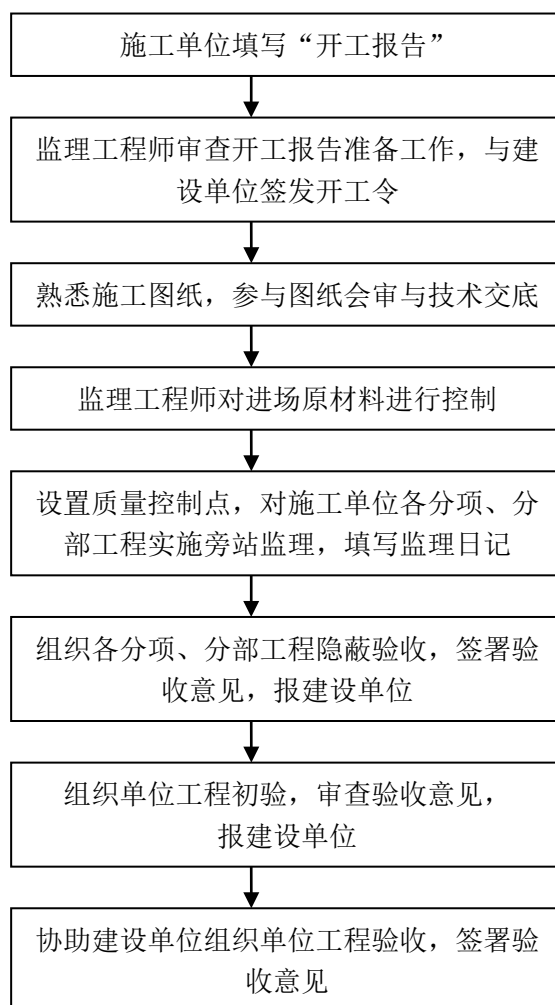 施工单位填写“开工报告”
监理工程师审查开工报告准备工作，与建
设单位签发开工令
熟悉施工图纸，参与图纸会审与技术交底
监理工程师对进场原材料进行控制
设置质量控制点，对施工单位各分项、分
部工程实施旁站监理，填写监理日记
组织各分项、分部工程隐蔽验收，签署验
收意见，报建设单位
组织单位工程初验，审查验收意见，
报建设单位
协助建设单位组织单位工程验收，签署验
收意见